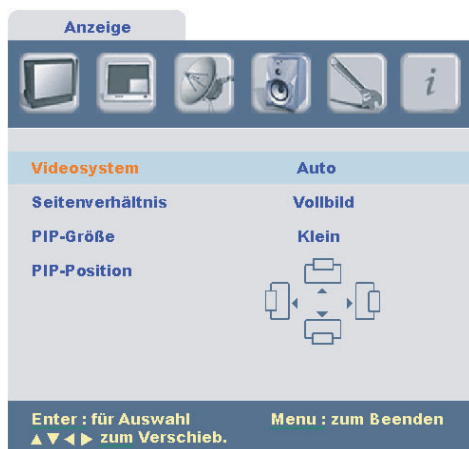 Anzeige
i
Videosystem Auto
Seitenverhältnis Vollbild
PIP-Größe Klein
PIP-Position
Enter : für Auswahl Menu : zum Beenden
▲▼◄► zum Verschieb.